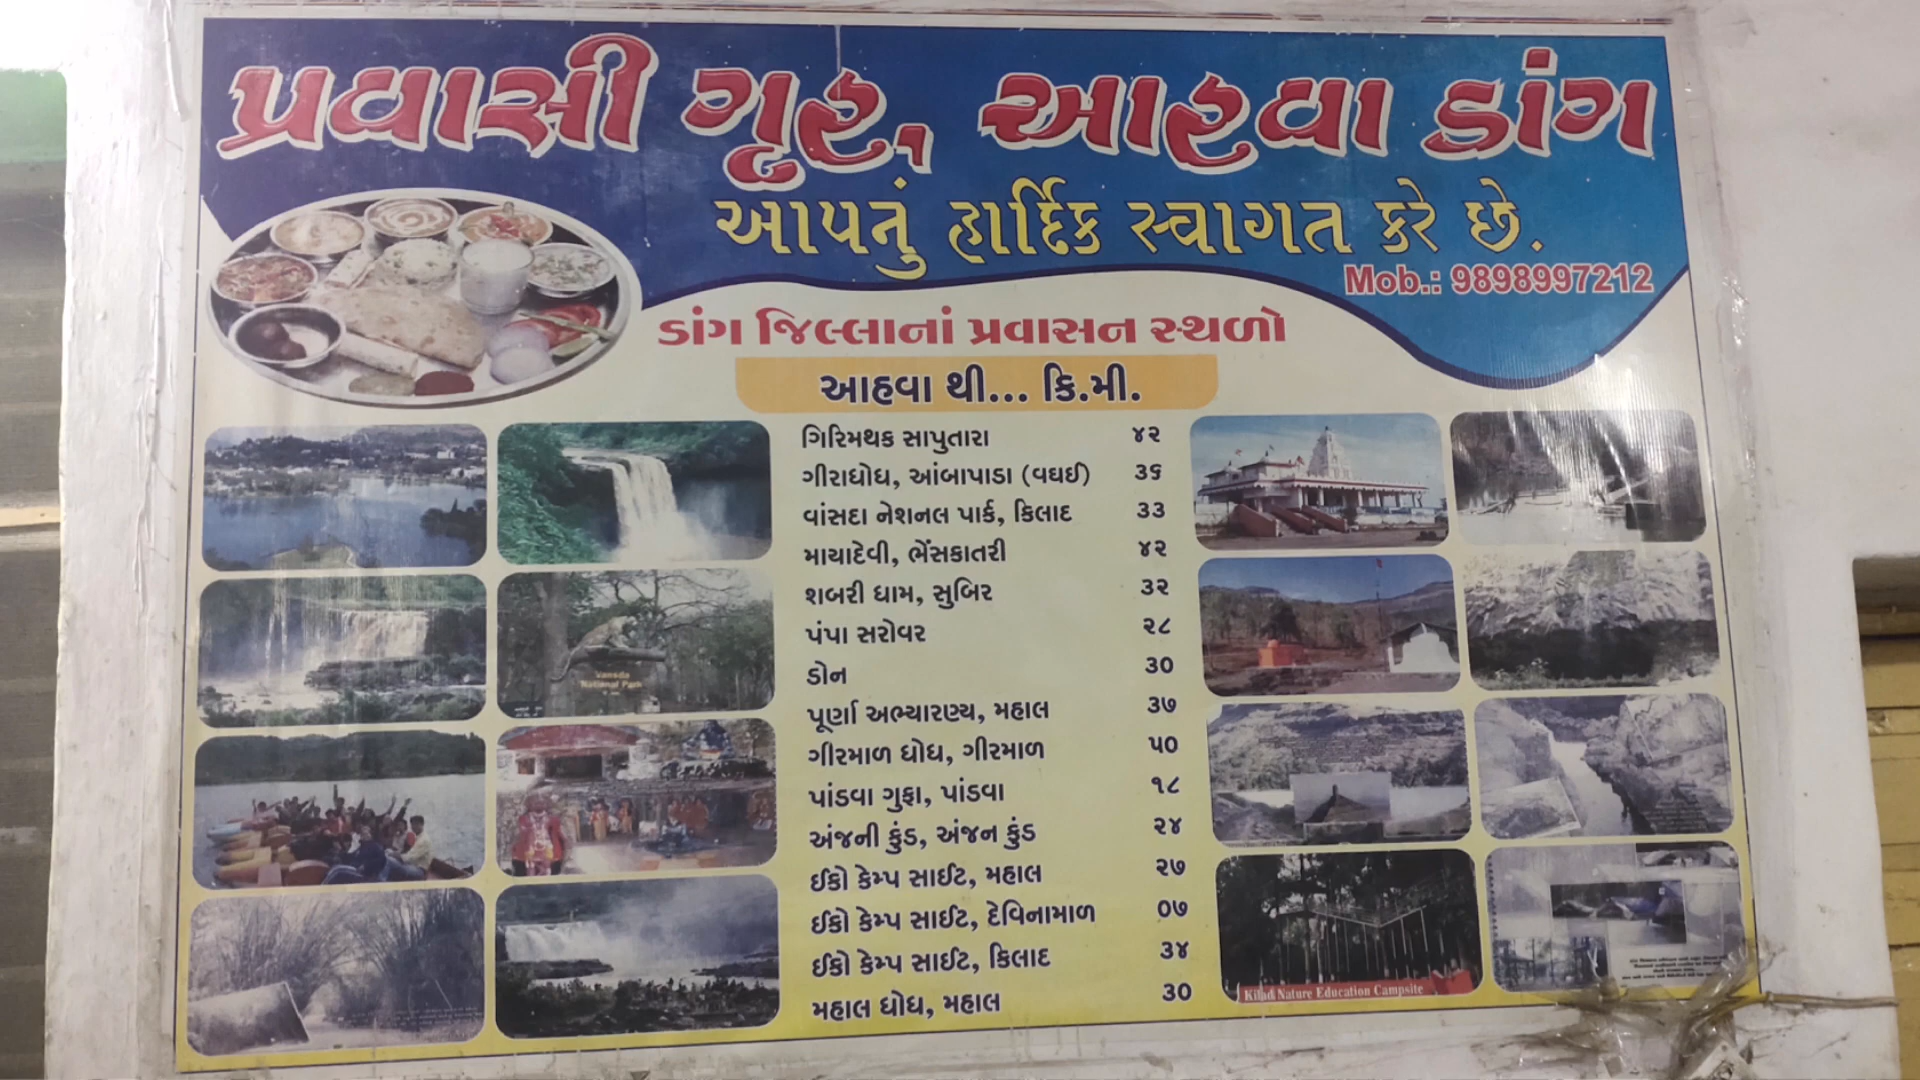 પ્રવાસી ગૃહ, આહવા ડાંગ
આપનું હાર્દિક સ્વાગત કરે છે.
Mob.: 9898997212
ડાંગ જિલ્લાનાં પ્રવાસન સ્થળો
આહવા થી... કિ.મી.
ગિરિમથક સાપુતારા ૪૨
ગીરાધોધ, આંબાપાડા (વઘઈ) ૩૬
વાંસદા નેશનલ પાર્ક, કિલાદ ૩૩
માયાદેવી, ભેંસકાતરી ૪૨
શબરી ધામ, સુબિર ૩૨
પંપા સરોવર ૨૮
ડોન ૩૦
પૂર્ણા અભ્યારણ્ય, મહાલ ૩૭
ગીરમાળ ધોધ, ગીરમાળ ૫૦
પાંડવા ગુફા, પાંડવા ૧૮
અંજની કુંડ, અંજન કુંડ ૨૪
ઈકો કેમ્પ સાઈટ, મહાલ ૨૭
ઈકો કેમ્પ સાઈટ, દેવિનામાળ ૦૭
ઈકો કેમ્પ સાઈટ, કિલાદ ૩૪
મહાલ ધોધ, મહાલ ૩૦
Vansda
National Park
Kilad Nature Education Campsite